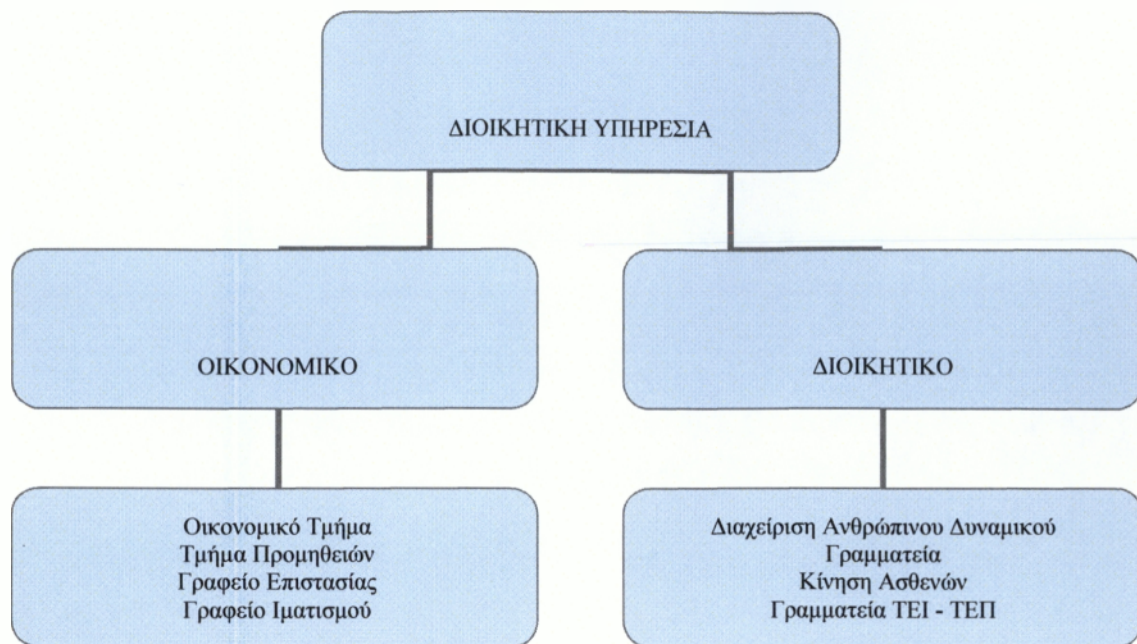 ΔΙΟΙΚΗΤΙΚΗ ΥΠΗΡΕΣΙΑ
ΟΙΚΟΝΟΜΙΚΟ
ΔΙΟΙΚΗΤΙΚΟ
Οικονομικό Τμήμα
Τμήμα Προμηθειών
Γραφείο Επιστασίας
Γραφείο Ιματισμού
Διαχείριση Ανθρώπινου Δυναμικού
Γραμματεία
Κίνηση Ασθενών
Γραμματεία ΤΕΙ - ΤΕΠ